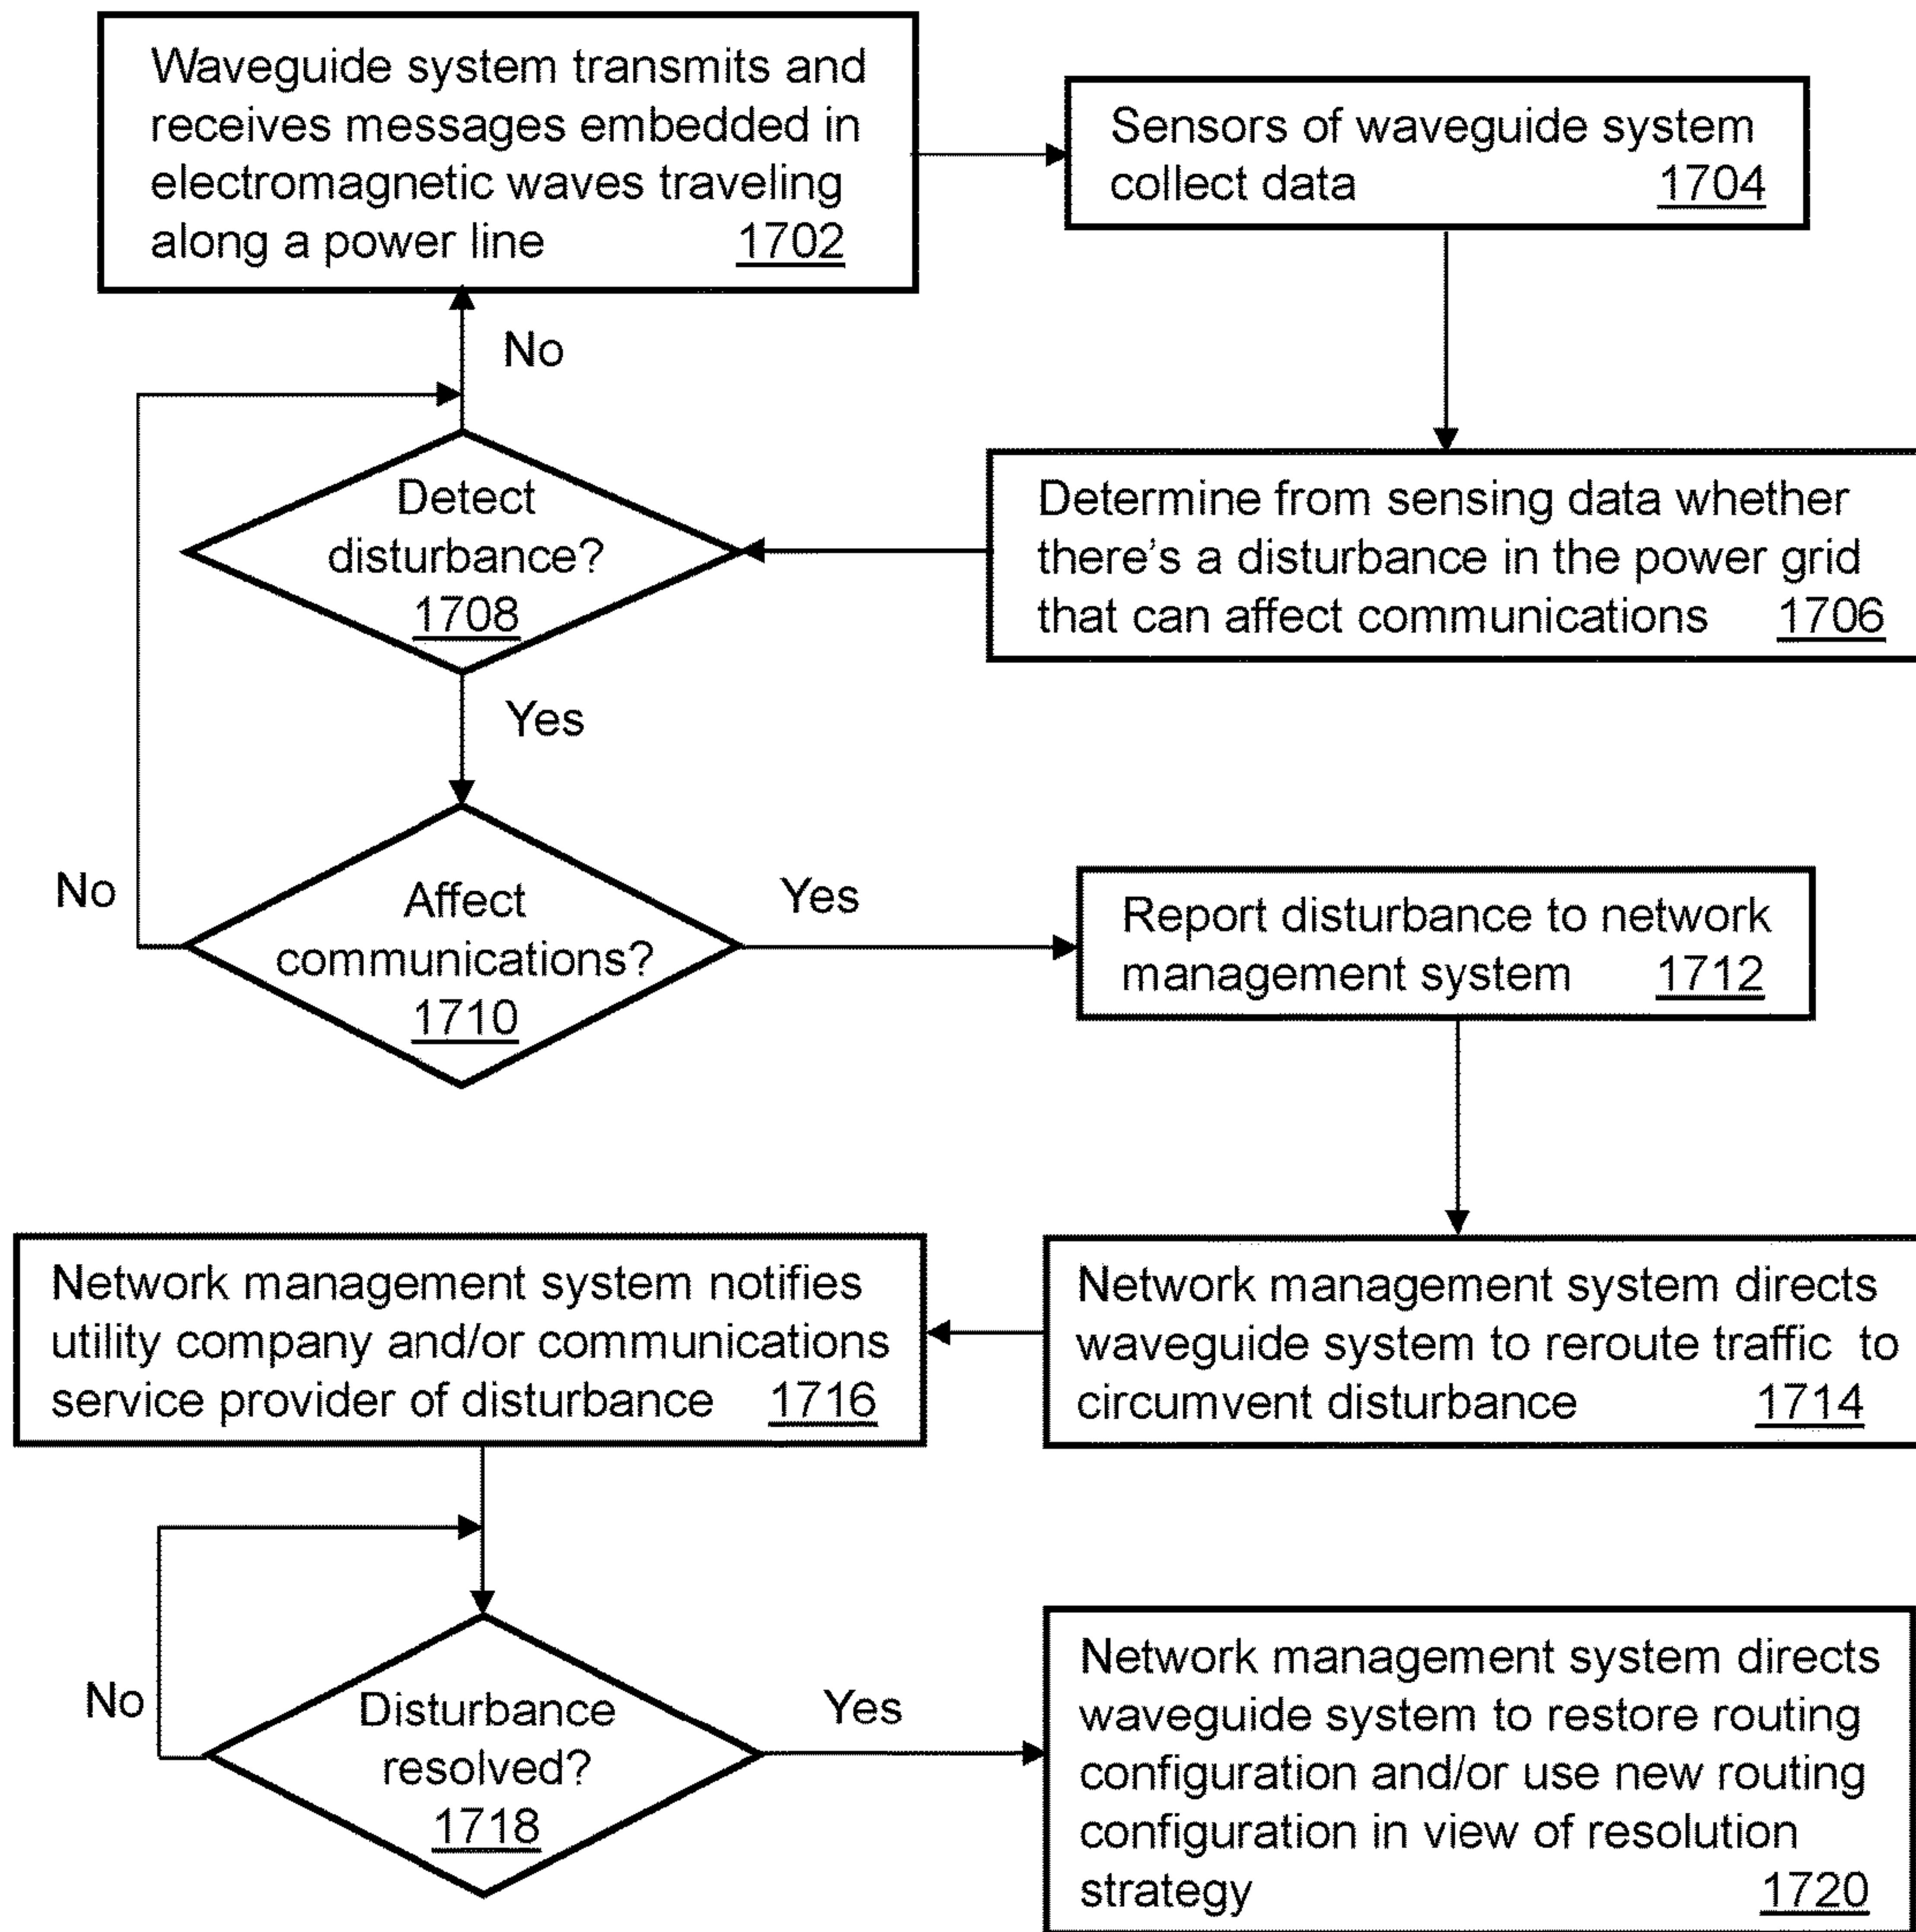 Waveguide system transmits and
receives messages embedded in
electromagnetic waves traveling
along a power line 1702
Sensors of waveguide system
collect data 1704
No
Detect
disturbance?
1708
Determine from sensing data whether
there's a disturbance in the power grid
that can affect communications 1706
Yes
No
Affect
communications?
1710
Yes
Report disturbance to network
management system 1712
Network management system notifies
utility company and/or communications
service provider of disturbance 1716
Network management system directs
waveguide system to reroute traffic to
circumvent disturbance 1714
No
Disturbance
resolved?
1718
Yes
Network management system directs
waveguide system to restore routing
configuration and/or use new routing
configuration in view of resolution
strategy 1720